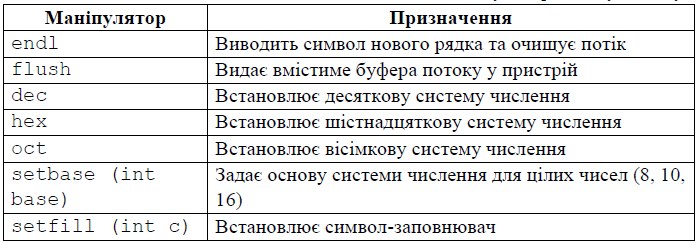 Маніпулятор Призначення
endl Виводить символ нового рядка та очищує потік
flush Видає вмістиме буфера потоку у пристрій
dec Встановлює десяткову систему числення
hex Встановлює шістнадцяткову систему числення
oct Встановлює вісімкову систему числення
setbase (int Задає основу системи числення для цілих чисел (8, 10,
base) 16)
setfill (int c) Встановлює символ-заповнювач